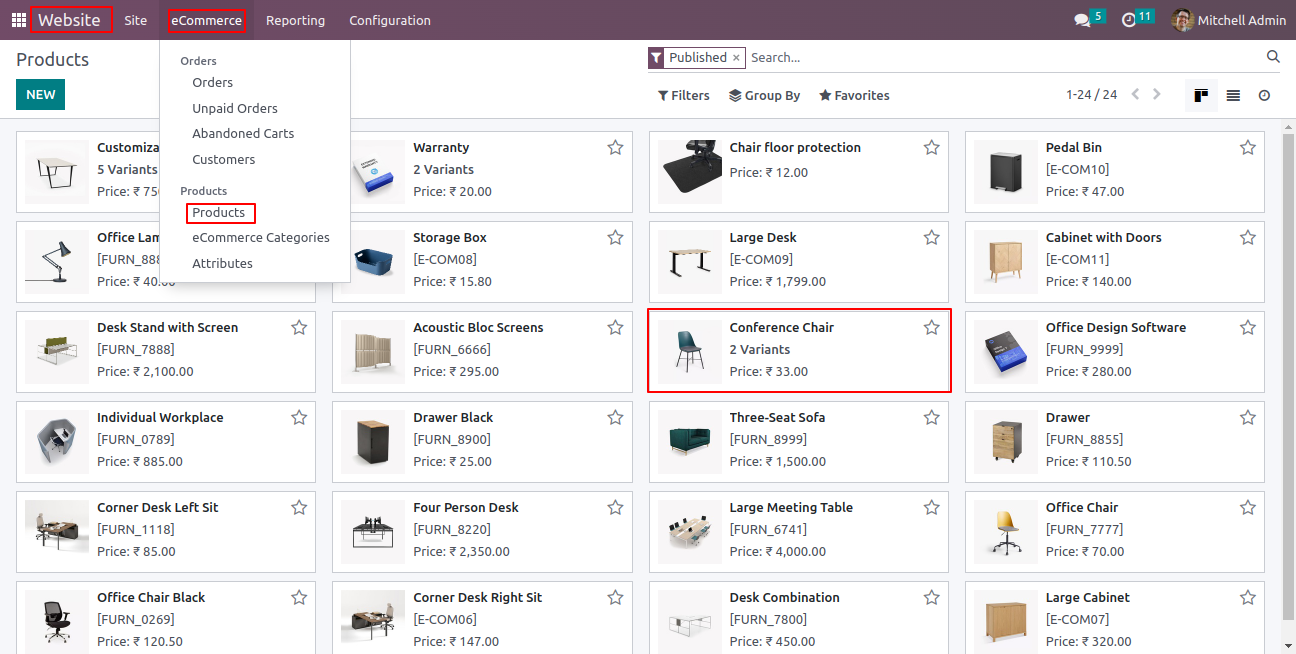 Website Site eCommerce Reporting Configuration 5 11 Mitchell Admin
Products
Published × Search...
NEW
Filters Group By Favorites 1-24 / 24
Orders
Orders
Unpaid Orders
Abandoned Carts
Customers
Products
Products
eCommerce Categories
Attributes
Customiza
5 Variants
Price: ₹ 75
Warranty
2 Variants
Price: ₹ 20.00
Chair floor protection
Price: ₹ 12.00
Pedal Bin
[E-COM10]
Price: ₹ 47.00
Office Lam
[FURN_888
Price: ₹ 40.00
Storage Box
[E-COM08]
Price: ₹ 15.80
Large Desk
[E-COM09]
Price: ₹ 1,799.00
Cabinet with Doors
[E-COM11]
Price: ₹ 140.00
Desk Stand with Screen
[FURN_7888]
Price: ₹ 2,100.00
Acoustic Bloc Screens
[FURN_6666]
Price: ₹ 295.00
Conference Chair
2 Variants
Price: ₹ 33.00
Office Design Software
[FURN_9999]
Price: ₹ 280.00
Individual Workplace
[FURN_0789]
Price: ₹ 885.00
Drawer Black
[FURN_8900]
Price: ₹ 25.00
Three-Seat Sofa
[FURN_8999]
Price: ₹ 1,500.00
Drawer
[FURN_8855]
Price: ₹ 110.50
Corner Desk Left Sit
[FURN_1118]
Price: ₹ 85.00
Four Person Desk
[FURN_8220]
Price: ₹ 2,350.00
Large Meeting Table
[FURN_6741]
Price: ₹ 4,000.00
Office Chair
[FURN_7777]
Price: ₹ 70.00
Office Chair Black
[FURN_0269]
Price: ₹ 120.50
Corner Desk Right Sit
[E-COM06]
Price: ₹ 147.00
Desk Combination
[FURN_7800]
Price: ₹ 450.00
Large Cabinet
[E-COM07]
Price: ₹ 320.00